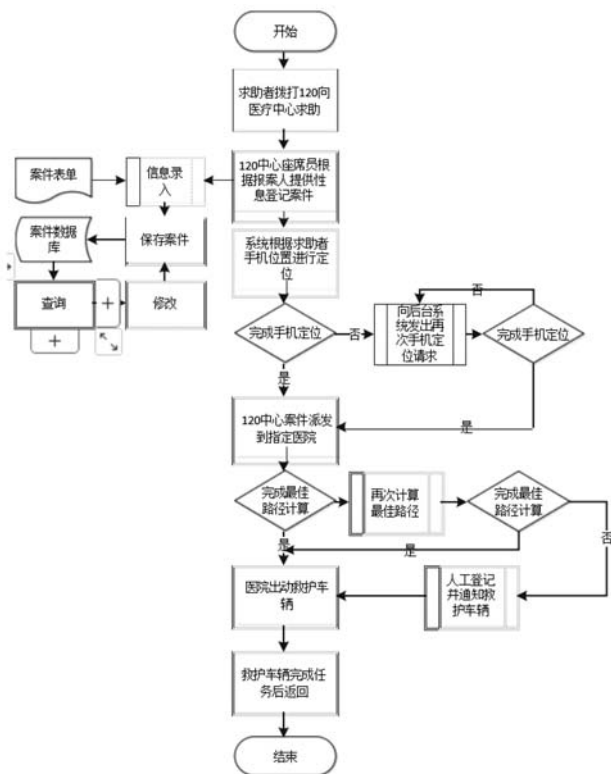 开始
求助者拨打120向
医疗中心求助
案件表单
信息录
入
120中心座席员根
据报案人提供性
息登记案件
案件数据
库
保存案件
系统根据求助者
手机位置进行定
位
查询
修改
完成手机定位
否
向后台系
统发出再
次手机定
位请求
否
完成手机定位
是
是
120中心案件派发
到指定医院
完成最佳
路径计算
再次计算
最佳路径
完成最佳
路径计算
否
是
是
医院出动救护车
辆
人工登记
并通知救
护车辆
救护车辆完成任
务后返回
结束